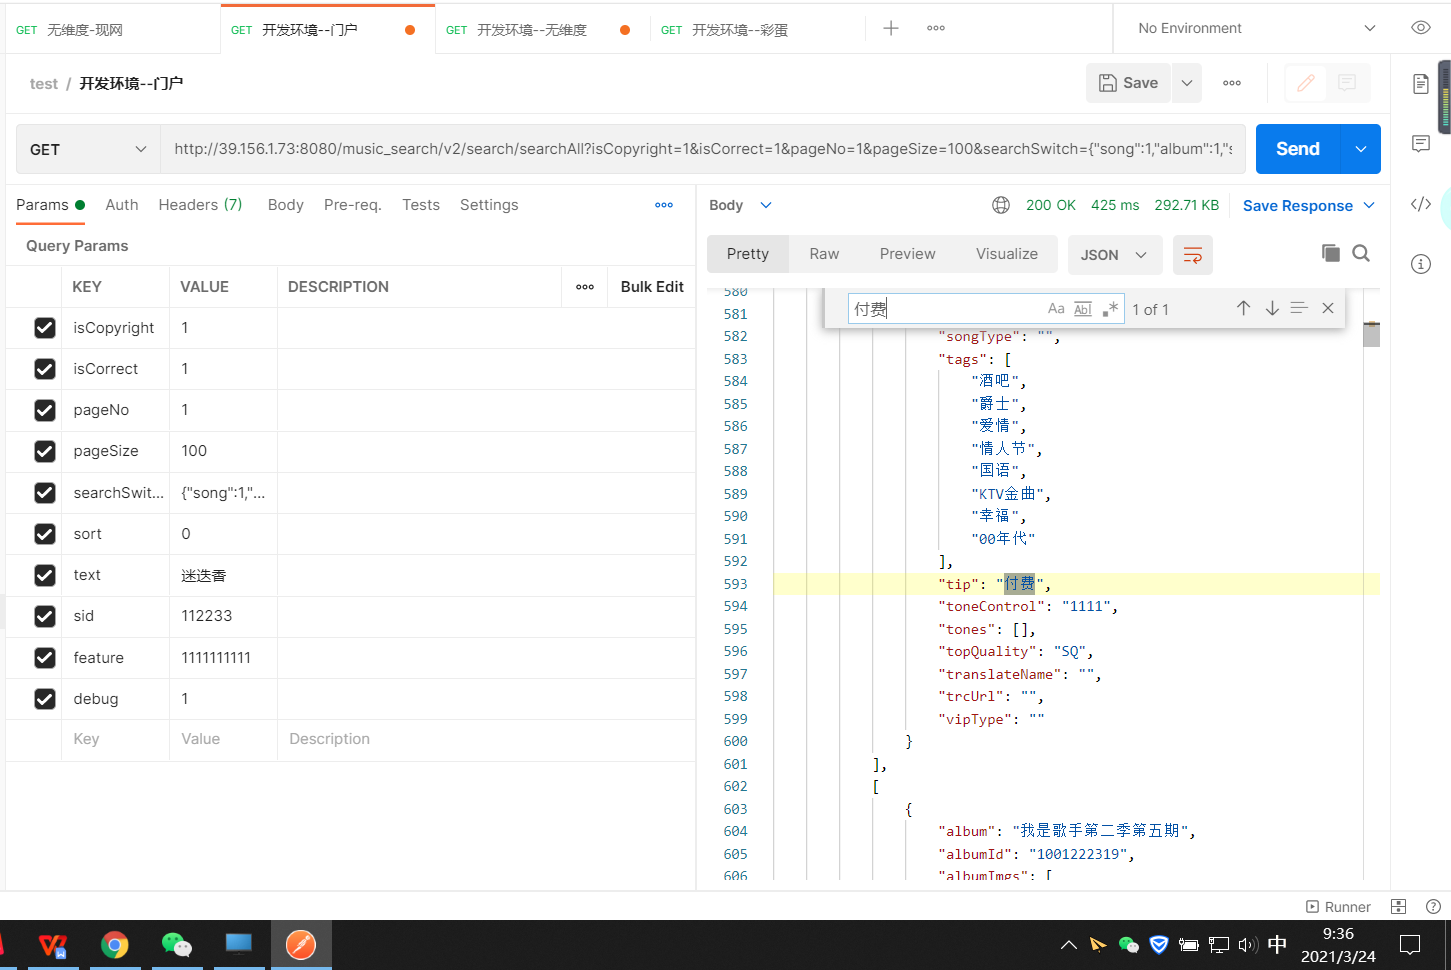 GET 无维度-现网
GET 开发环境--门户
GET 开发环境--无维度
GET 开发环境--彩蛋
No Environment
test / 开发环境--门户
Save
GET
http://39.156.1.73:8080/music_search/v2/search/searchAll?isCopyright=1&isCorrect=1&pageNo=1&pageSize=100&searchSwitch={"song":1,"album":1,"s
Send
Params Auth Headers (7) Body Pre-req. Tests Settings
Query Params
KEY VALUE DESCRIPTION Bulk Edit
isCopyright 1
isCorrect 1
pageNo 1
pageSize 100
searchSwit... {"song":1,"...
sort 0
text 迷迭香
sid 112233
feature 1111111111
debug 1
Key Value Description
Body
200 OK 425 ms 292.71 KB Save Response
Pretty Raw Preview Visualize JSON
付费 Aa Abl .* 1 of 1
580
581
582 "songType": "",
583 "tags": [
584 "酒吧",
585 "爵士",
586 "爱情",
587 "情人节",
588 "国语",
589 "KTV金曲",
590 "幸福",
591 "00年代"
592 ],
593 "tip": "付费",
594 "toneControl": "1111",
595 "tones": [],
596 "topQuality": "SQ",
597 "translateName": "",
598 "trcUrl": "",
599 "vipType": ""
600 }
601 ],
602 [
603 {
604 "album": "我是歌手第二季第五期",
605 "albumId": "1001222319",
606 "albumImgs": [
Runner
中
9:36
2021/3/24